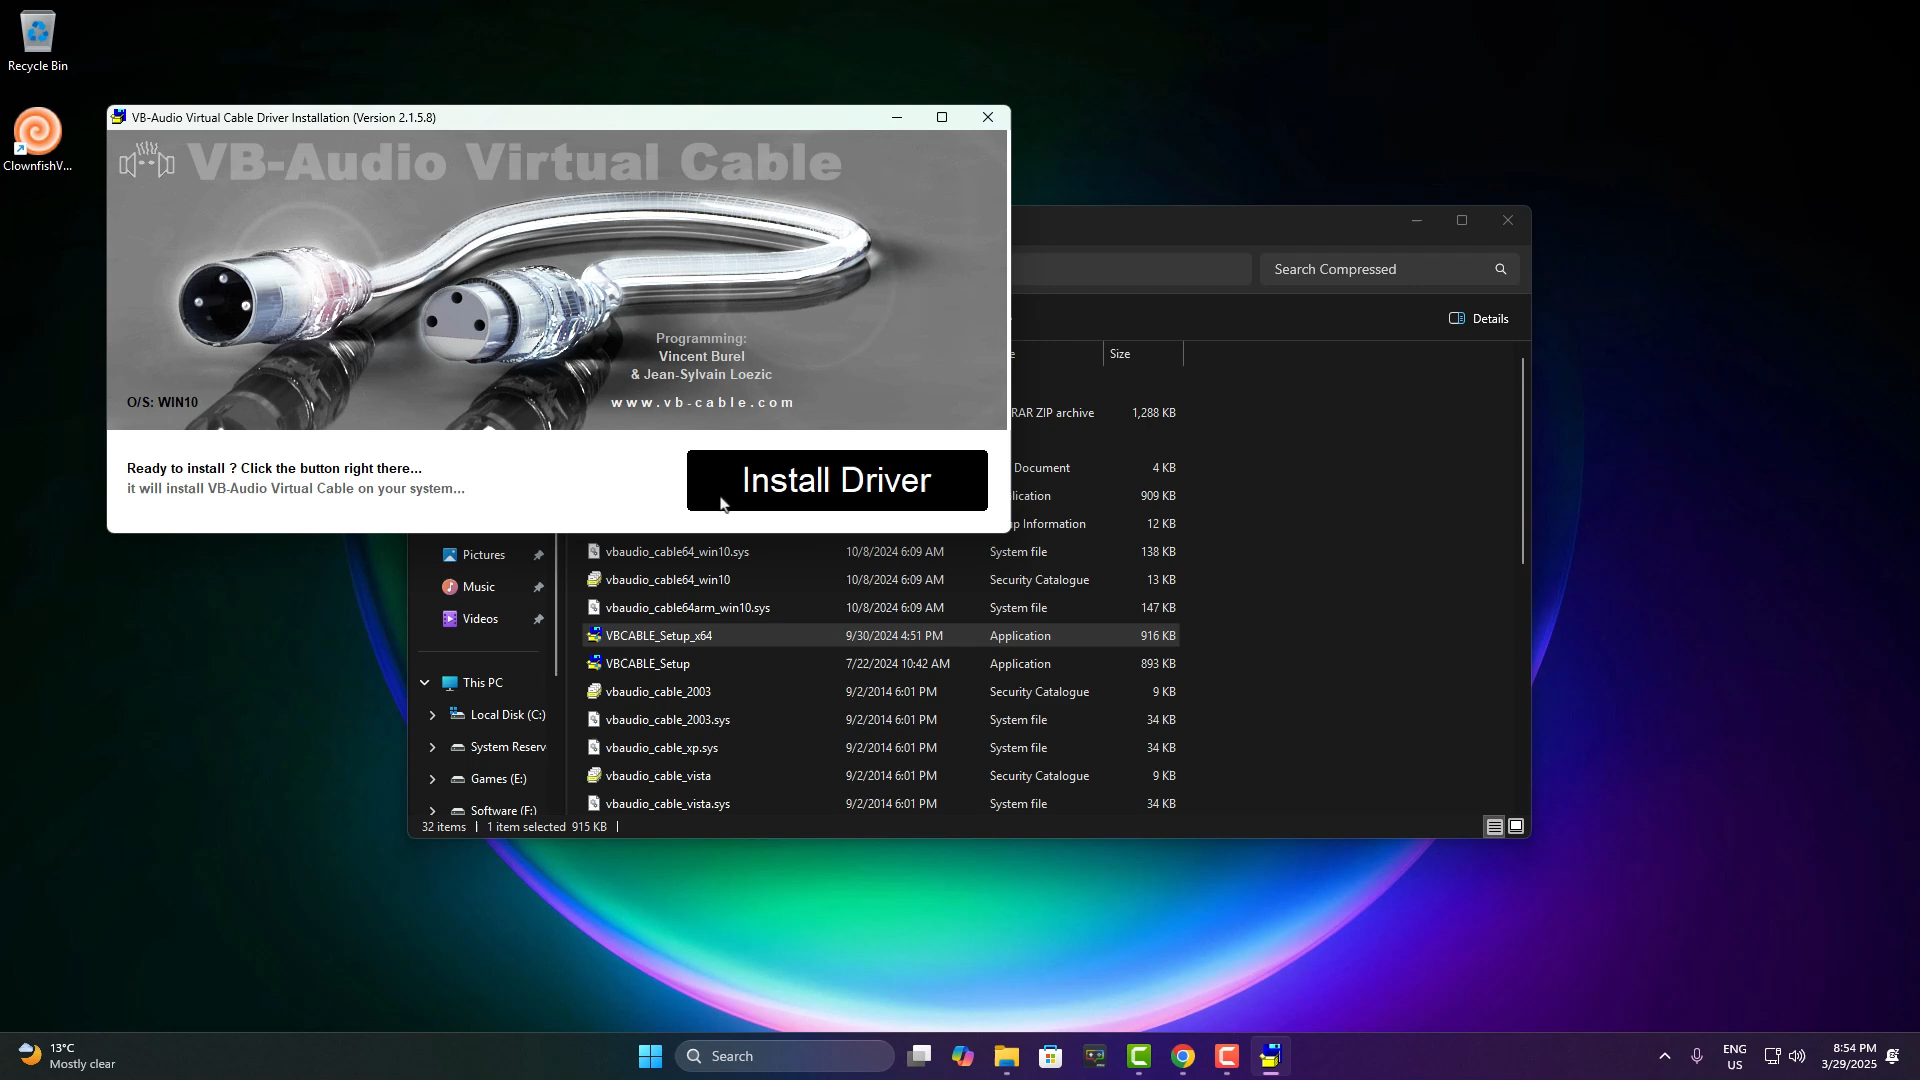 Recycle Bin
ClownfishV...
VB-Audio Virtual Cable Driver Installation (Version 2.1.5.8)
VB-Audio Virtual Cable
Programming:
Vincent Burel
& Jean-Sylvain Loezic
O/S: WIN10
www.vb-cable.com
Ready to install ? Click the button right there...
it will install VB-Audio Virtual Cable on your system...
Install Driver
Search Compressed
Details
Size
RAR ZIP archive 1,288 KB
Document 4 KB
lication 909 KB
p Information 12 KB
Pictures
Music
Videos
This PC
Local Disk (C:)
System Reserv
Games (E:)
Software (F:)
vbaudio_cable64_win10.sys 10/8/2024 6:09 AM System file 138 KB
vbaudio_cable64_win10 10/8/2024 6:09 AM Security Catalogue 13 KB
vbaudio_cable64arm_win10.sys 10/8/2024 6:09 AM System file 147 KB
VBCABLE_Setup_x64 9/30/2024 4:51 PM Application 916 KB
VBCABLE_Setup 7/22/2024 10:42 AM Application 893 KB
vbaudio_cable_2003 9/2/2014 6:01 PM Security Catalogue 9 KB
vbaudio_cable_2003.sys 9/2/2014 6:01 PM System file 34 KB
vbaudio_cable_xp.sys 9/2/2014 6:01 PM System file 34 KB
vbaudio_cable_vista 9/2/2014 6:01 PM Security Catalogue 9 KB
vbaudio_cable_vista.sys 9/2/2014 6:01 PM System file 34 KB
32 items 1 item selected 915 KB
13°C
Mostly clear
Search
ENG
US
8:54 PM
3/29/2025